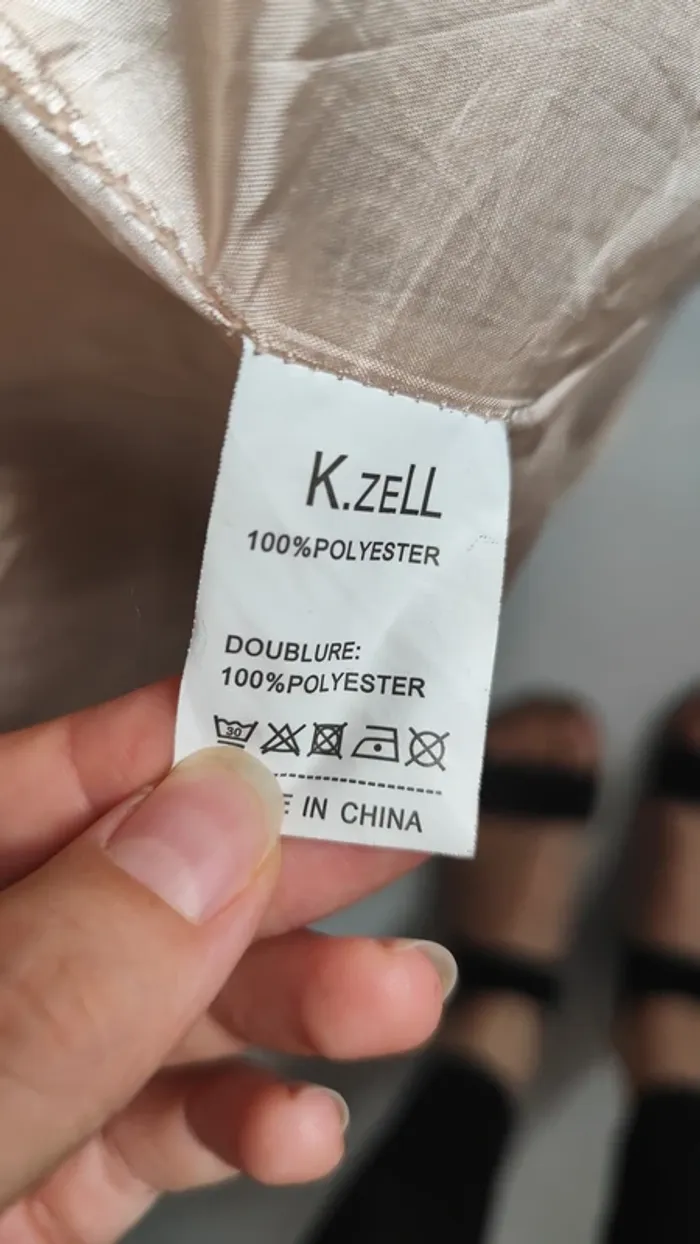 K.ZELL
100%POLYESTER
DOUBLURE:
100%POLYESTER
30
E IN CHINA